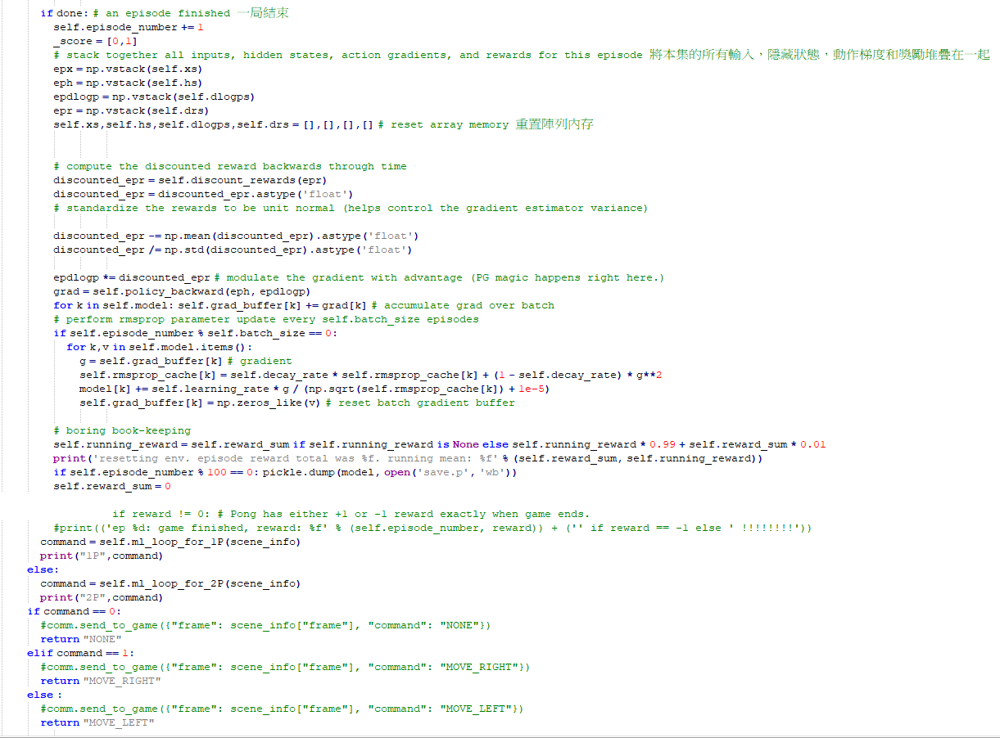 if done: # an episode finished 一局結束
self.episode_number += 1
_score = [0,1]
# stack together all inputs, hidden states, action gradients, and rewards for this episode 將本集的所有輸入，隱藏狀態，動作梯度和獎勵堆疊在一起
epx = np.vstack(self.xs)
eph = np.vstack(self.hs)
epdlogp = np.vstack(self.dlogps)
epr = np.vstack(self.drs)
self.xs,self.hs,self.dlogps,self.drs = [],[],[],[] # reset array memory 重置陣列內存
# compute the discounted reward backwards through time
discounted_epr = self.discount_rewards(epr)
discounted_epr = discounted_epr.astype('float')
# standardize the rewards to be unit normal (helps control the gradient estimator variance)
discounted_epr -= np.mean(discounted_epr).astype('float')
discounted_epr /= np.std(discounted_epr).astype('float')
epdlogp *= discounted_epr # modulate the gradient with advantage (PG magic happens right here.)
grad = self.policy_backward(eph, epdlogp)
for k in self.model: self.grad_buffer[k] += grad[k] # accumulate grad over batch
# perform rmsprop parameter update every self.batch_size episodes
if self.episode_number % self.batch_size == 0:
for k,v in self.model.items():
g = self.grad_buffer[k] # gradient
self.rmsprop_cache[k] = self.decay_rate * self.rmsprop_cache[k] + (1 - self.decay_rate) * g**2
model[k] += self.learning_rate * g / (np.sqrt(self.rmsprop_cache[k]) + 1e-5)
self.grad_buffer[k] = np.zeros_like(v) # reset batch gradient buffer
# boring book-keeping
self.running_reward = self.reward_sum if self.running_reward is None else self.running_reward * 0.99 + self.reward_sum * 0.01
print('resetting env. episode reward total was %f. running mean: %f' % (self.reward_sum, self.running_reward))
if self.episode_number % 100 == 0: pickle.dump(model, open('save.p', 'wb'))
self.reward_sum = 0
if reward != 0: # Pong has either +1 or -1 reward exactly when game ends.
#print(('ep %d: game finished, reward: %f' % (self.episode_number, reward)) + ('' if reward == -1 else ' !!!!!!!!'))
command = self.ml_loop_for_1P(scene_info)
print("1P",command)
else:
command = self.ml_loop_for_2P(scene_info)
print("2P",command)
if command == 0:
#comm.send_to_game({"frame": scene_info["frame"], "command": "NONE"})
return "NONE"
elif command == 1:
#comm.send_to_game({"frame": scene_info["frame"], "command": "MOVE_RIGHT"})
return "MOVE_RIGHT"
else :
#comm.send_to_game({"frame": scene_info["frame"], "command": "MOVE_LEFT"})
return "MOVE_LEFT"